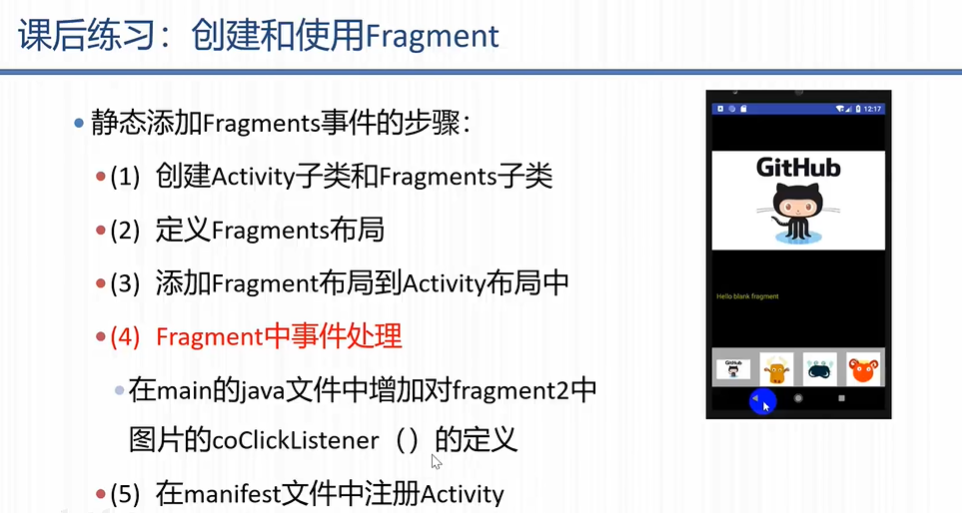 课后练习：创建和使用Fragment
静态添加Fragments事件的步骤：
(1) 创建Activity子类和Fragments子类
(2) 定义Fragments布局
(3) 添加Fragment布局到Activity布局中
(4) Fragment中事件处理
在main的java文件中增加对fragment2中
图片的coClickListener（）的定义
(5) 在manifest文件中注册Activity
12:17
GitHub
Hello blank fragment
GitHub